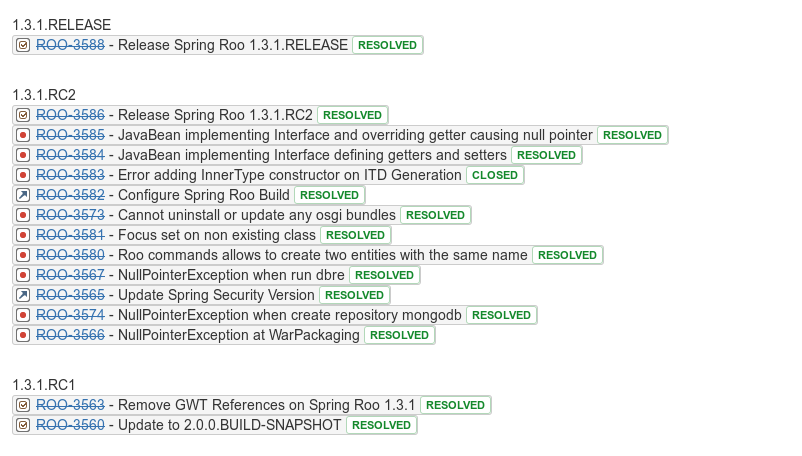 1.3.1.RELEASE
ROO-3588 - Release Spring Roo 1.3.1.RELEASE RESOLVED
1.3.1.RC2
ROO-3586 - Release Spring Roo 1.3.1.RC2 RESOLVED
ROO-3585 - JavaBean implementing Interface and overriding getter causing null pointer RESOLVED
ROO-3584 - JavaBean implementing Interface defining getters and setters RESOLVED
ROO-3583 - Error adding InnerType constructor on ITD Generation CLOSED
ROO-3582 - Configure Spring Roo Build RESOLVED
ROO-3573 - Cannot uninstall or update any osgi bundles RESOLVED
ROO-3581 - Focus set on non existing class RESOLVED
ROO-3580 - Roo commands allows to create two entities with the same name RESOLVED
ROO-3567 - NullPointerException when run dbre RESOLVED
ROO-3565 - Update Spring Security Version RESOLVED
ROO-3574 - NullPointerException when create repository mongodb RESOLVED
ROO-3566 - NullPointerException at WarPackaging RESOLVED
1.3.1.RC1
ROO-3563 - Remove GWT References on Spring Roo 1.3.1 RESOLVED
ROO-3560 - Update to 2.0.0.BUILD-SNAPSHOT RESOLVED